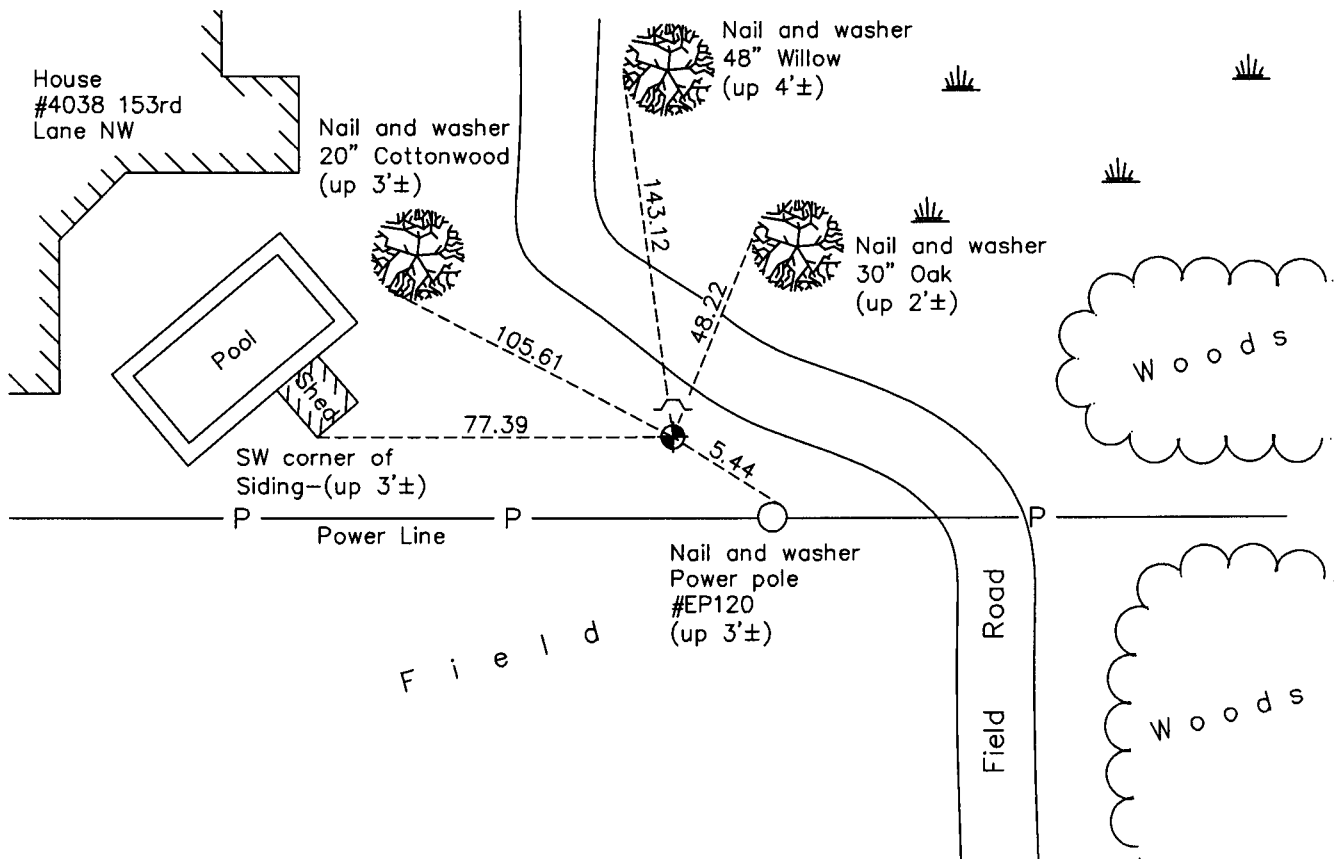 House
#4038 153rd
Lane NW
Nail and washer
20" Cottonwood
(up 3'±)
Nail and washer
48" Willow
(up 4'±)
Nail and washer
30" Oak
(up 2'±)
143.12
48.22
105.61
77.39
5.44
Pool
Shed
SW corner of
Siding-(up 3'±)
P
P
P
Power Line
Nail and washer
Power pole
#EP120
(up 3'±)
Field
Field Road
Woods
Woods